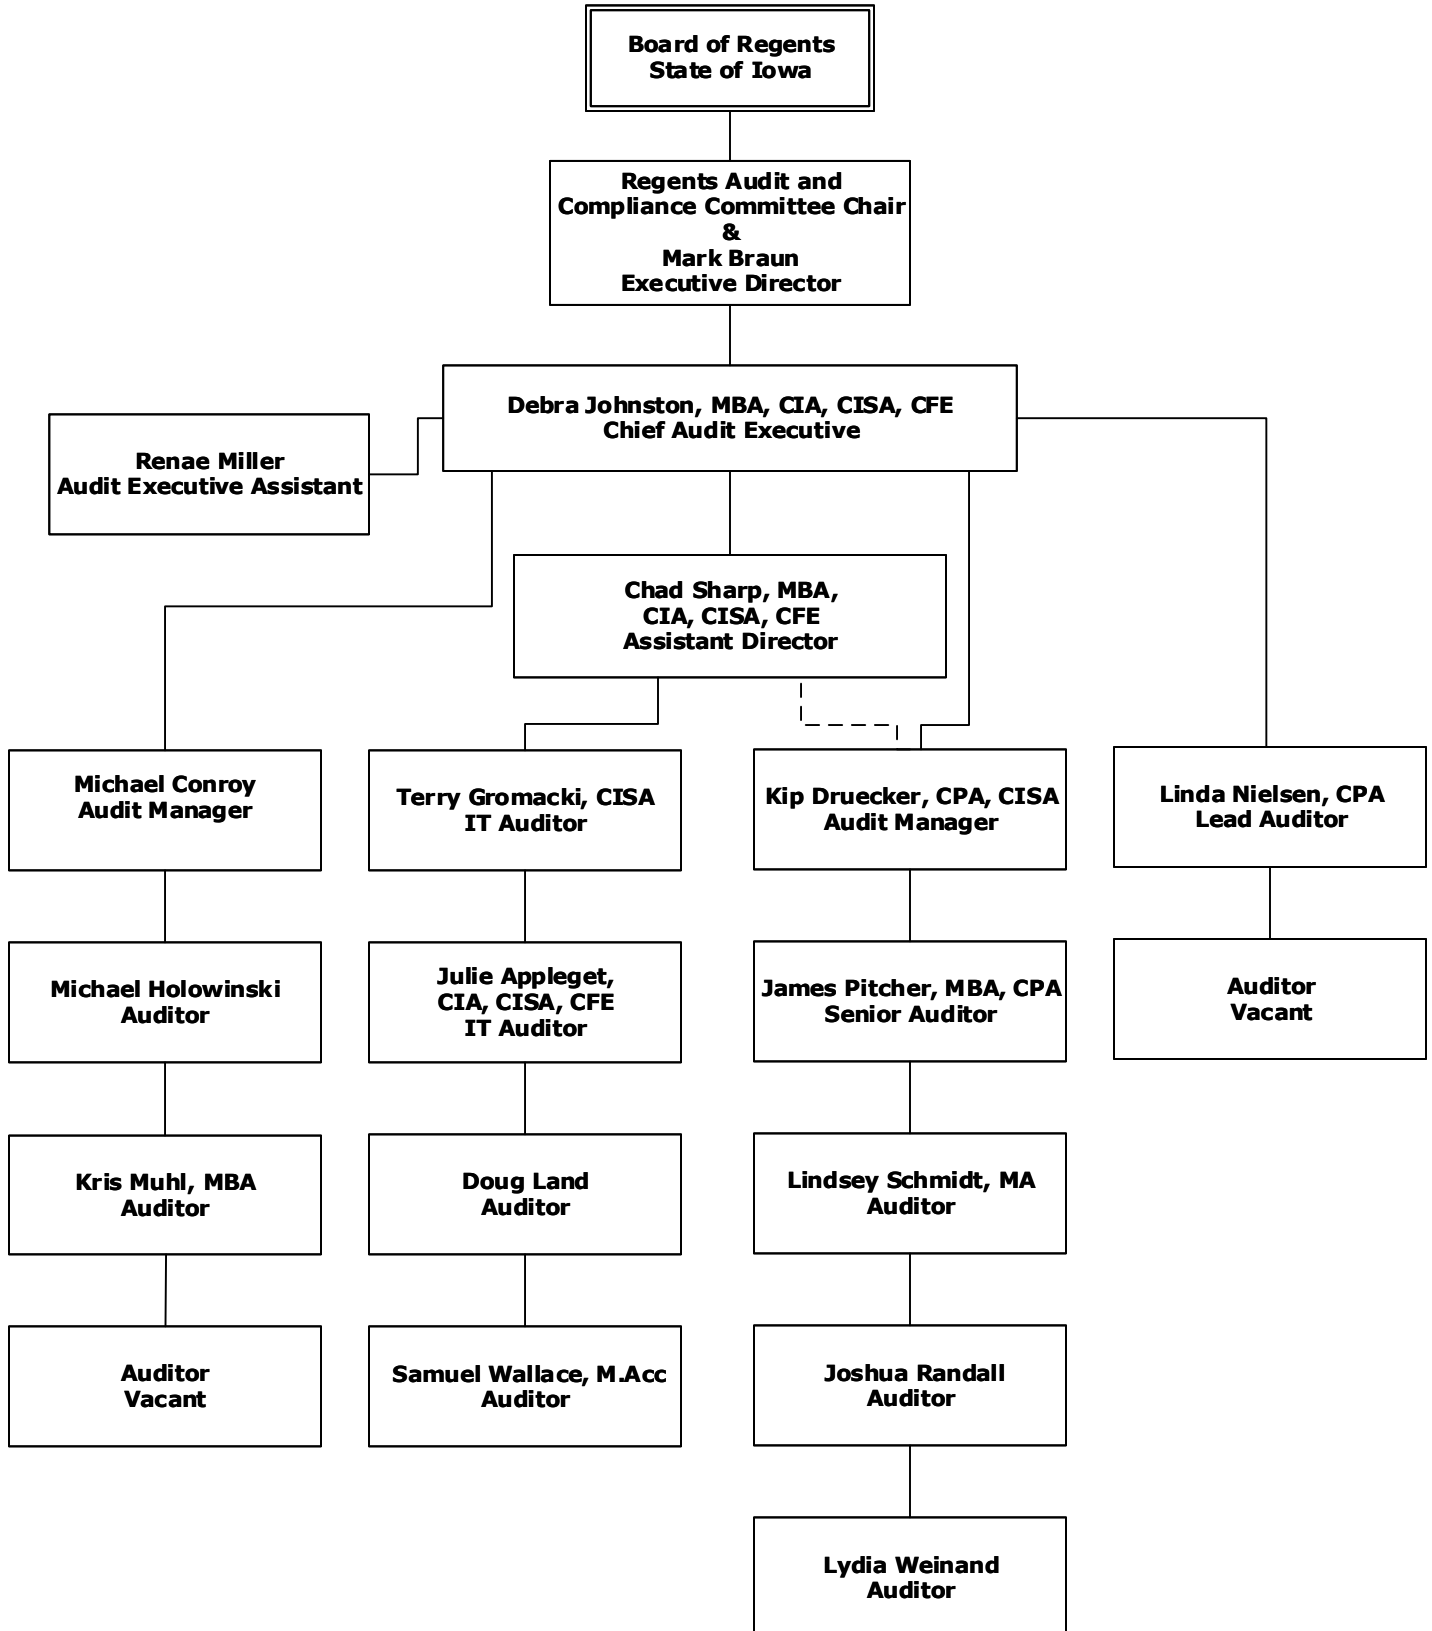 Board of Regents
State of Iowa
Regents Audit and
Compliance Committee Chair
&
Mark Braun
Executive Director
Debra Johnston, MBA, CIA, CISA, CFE
Chief Audit Executive
Renae Miller
Audit Executive Assistant
Chad Sharp, MBA,
CIA, CISA, CFE
Assistant Director
Michael Conroy
Audit Manager
Terry Gromacki, CISA
IT Auditor
Kip Druecker, CPA, CISA
Audit Manager
Linda Nielsen, CPA
Lead Auditor
Michael Holowinski
Auditor
Julie Appleget,
CIA, CISA, CFE
IT Auditor
James Pitcher, MBA, CPA
Senior Auditor
Auditor
Vacant
Kris Muhl, MBA
Auditor
Doug Land
Auditor
Lindsey Schmidt, MA
Auditor
Auditor
Vacant
Samuel Wallace, M.Acc
Auditor
Joshua Randall
Auditor
Lydia Weinand
Auditor